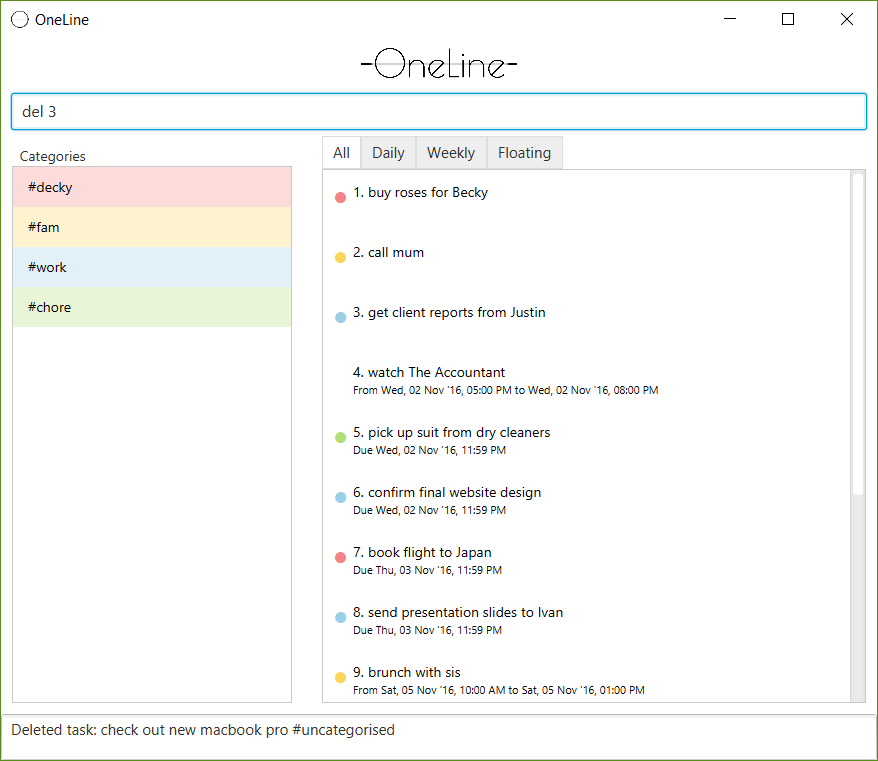 OneLine
-OneLine-
del 3
Categories
#decky
#fam
#work
#chore
All Daily Weekly Floating
1. buy roses for Becky
2. call mum
3. get client reports from Justin
4. watch The Accountant
From Wed, 02 Nov '16, 05:00 PM to Wed, 02 Nov '16, 08:00 PM
5. pick up suit from dry cleaners
Due Wed, 02 Nov '16, 11:59 PM
6. confirm final website design
Due Wed, 02 Nov '16, 11:59 PM
7. book flight to Japan
Due Thu, 03 Nov '16, 11:59 PM
8. send presentation slides to Ivan
Due Thu, 03 Nov '16, 11:59 PM
9. brunch with sis
From Sat, 05 Nov '16, 10:00 AM to Sat, 05 Nov '16, 01:00 PM
Deleted task: check out new macbook pro #uncategorised